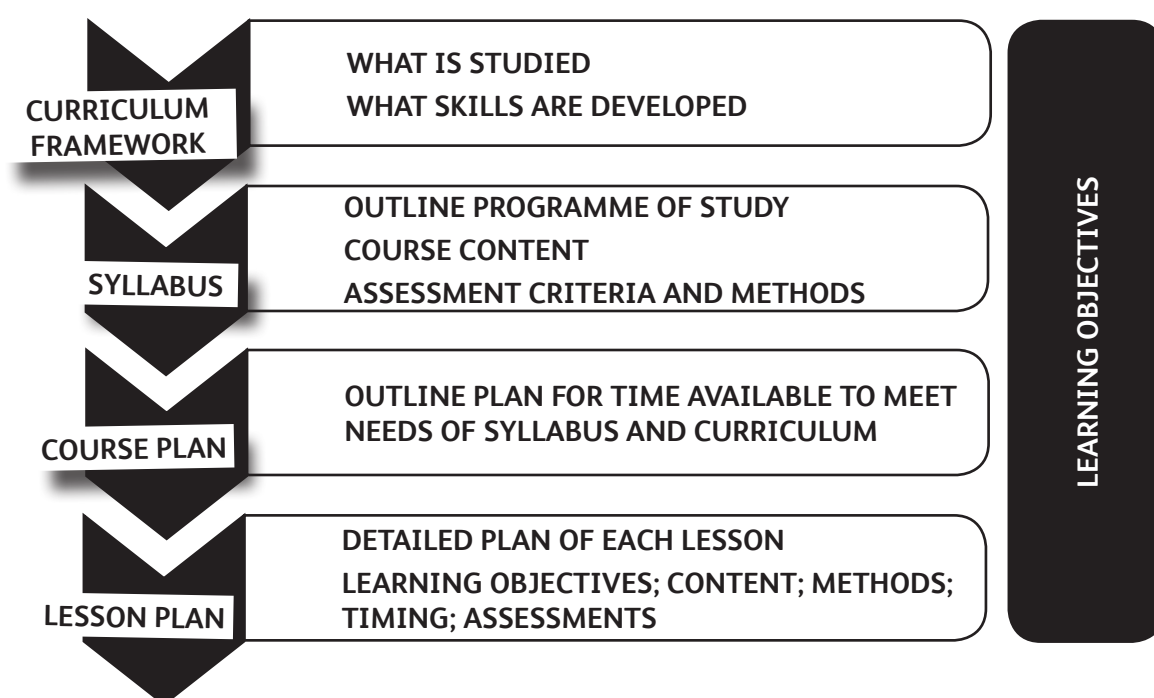 CURRICULUM
FRAMEWORK
WHAT IS STUDIED
WHAT SKILLS ARE DEVELOPED
SYLLABUS
OUTLINE PROGRAMME OF STUDY
COURSE CONTENT
ASSESSMENT CRITERIA AND METHODS
COURSE PLAN
OUTLINE PLAN FOR TIME AVAILABLE TO MEET
NEEDS OF SYLLABUS AND CURRICULUM
LESSON PLAN
DETAILED PLAN OF EACH LESSON
LEARNING OBJECTIVES; CONTENT; METHODS;
TIMING; ASSESSMENTS
LEARNING OBJECTIVES